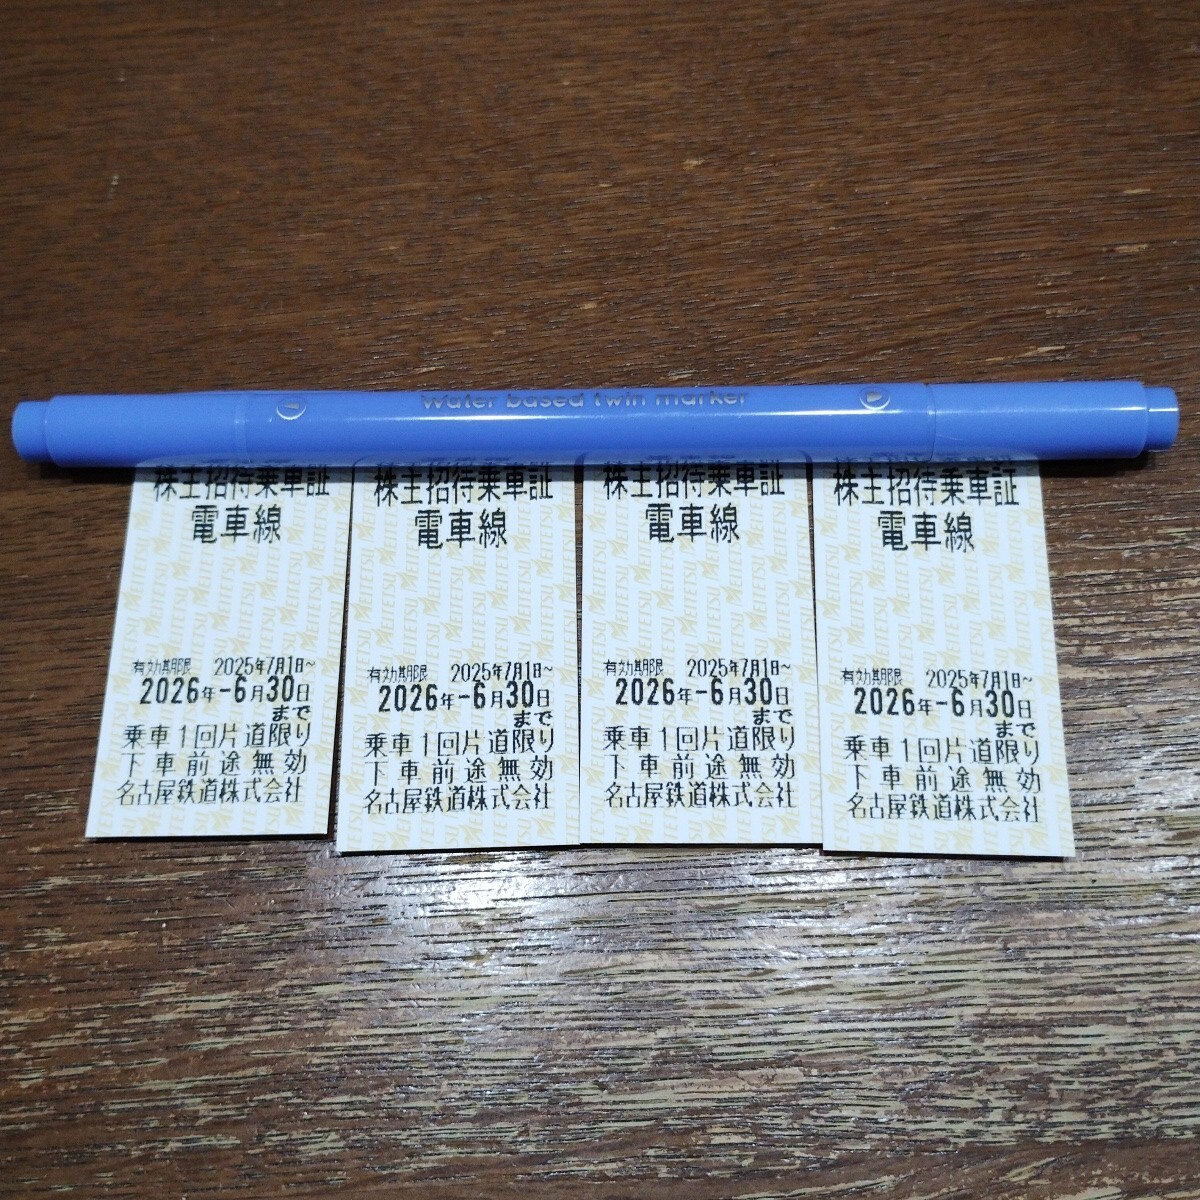 Water based twin marker
株主招待乗車証
電車線
有効期限 2025年7月1日~
2026年-6月30日
まで
乗車1回片道限り
下車前途無効
名古屋鉄道株式会社
株主招待乗車証
電車線
有効期限 2025年7月1日~
2026年-6月30日
まで
乗車1回片道限り
下車前途無効
名古屋鉄道株式会社
株主招待乗車証
電車線
有効期限 2025年7月1日~
2026年-6月30日
まで
乗車1回片道限り
下車前途無効
名古屋鉄道株式会社
株主招待乗車証
電車線
有効期限 2025年7月1日~
2026年-6月30日
まで
乗車1回片道限り
下車前途無効
名古屋鉄道株式会社